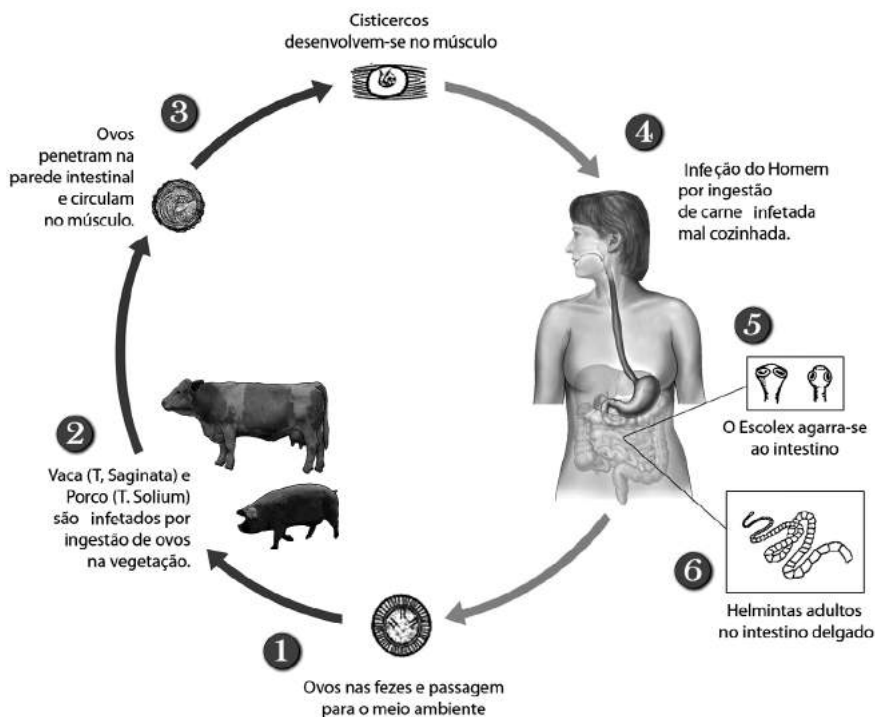 Cisticercos
desenvolvem-se no músculo
3
Ovos
penetram na
parede intestinal
e circulam
no músculo.
4
Infeção do Homem
por ingestão
de carne infetada
mal cozinhada.
5
O Escolex agarra-se
ao intestino
2
Vaca (T, Saginata) e
Porco (T. Solium)
são infetados por
ingestão de ovos
na vegetação.
6
Helmintas adultos
no intestino delgado
1
Ovos nas fezes e passagem
para o meio ambiente